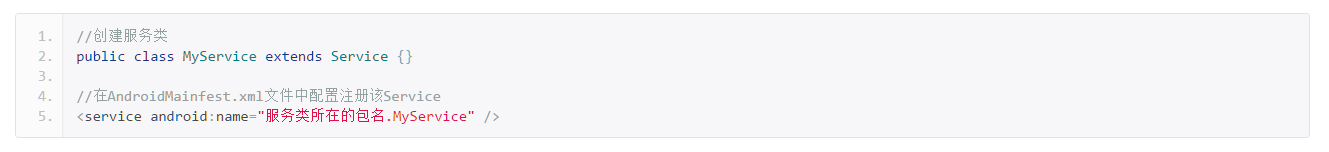 1. //创建服务类
2. public class MyService extends Service {}
3.
4. //在AndroidMainfest.xml文件中配置注册该Service
5. <service android:name="服务类所在的包名.MyService" />